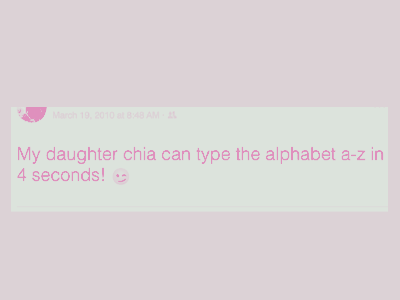 March 19, 2013 at 8:48 AM
My daughter chia can type the alphabet a-z in
4 seconds! 😏